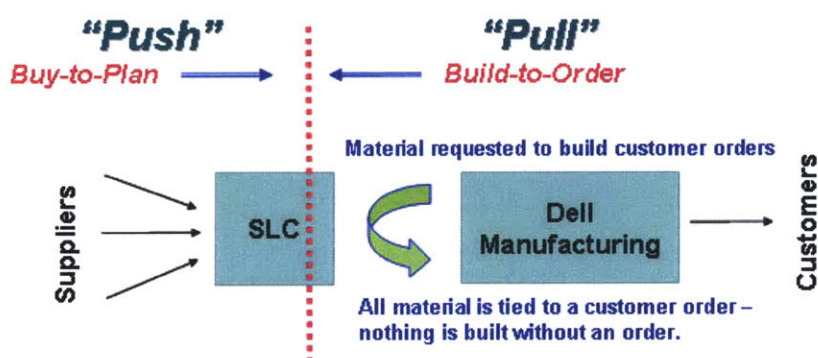 "Push"
"Pull"
Buy-to-Plan
Build-to-Order
Material requested to build customer orders
Suppliers
SLC
Dell
Manufacturing
Customers
All material is tied to a customer order –
nothing is built without an order.